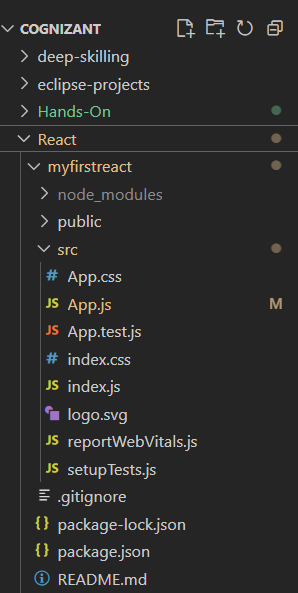 COGNIZANT
deep-skilling
eclipse-projects
Hands-On
React
myfirstreact
node_modules
public
src
# App.css
JS App.js M
JS App.test.js
# index.css
JS index.js
logo.svg
JS reportWebVitals.js
JS setupTests.js
.gitignore
{} package-lock.json
{} package.json
README.md